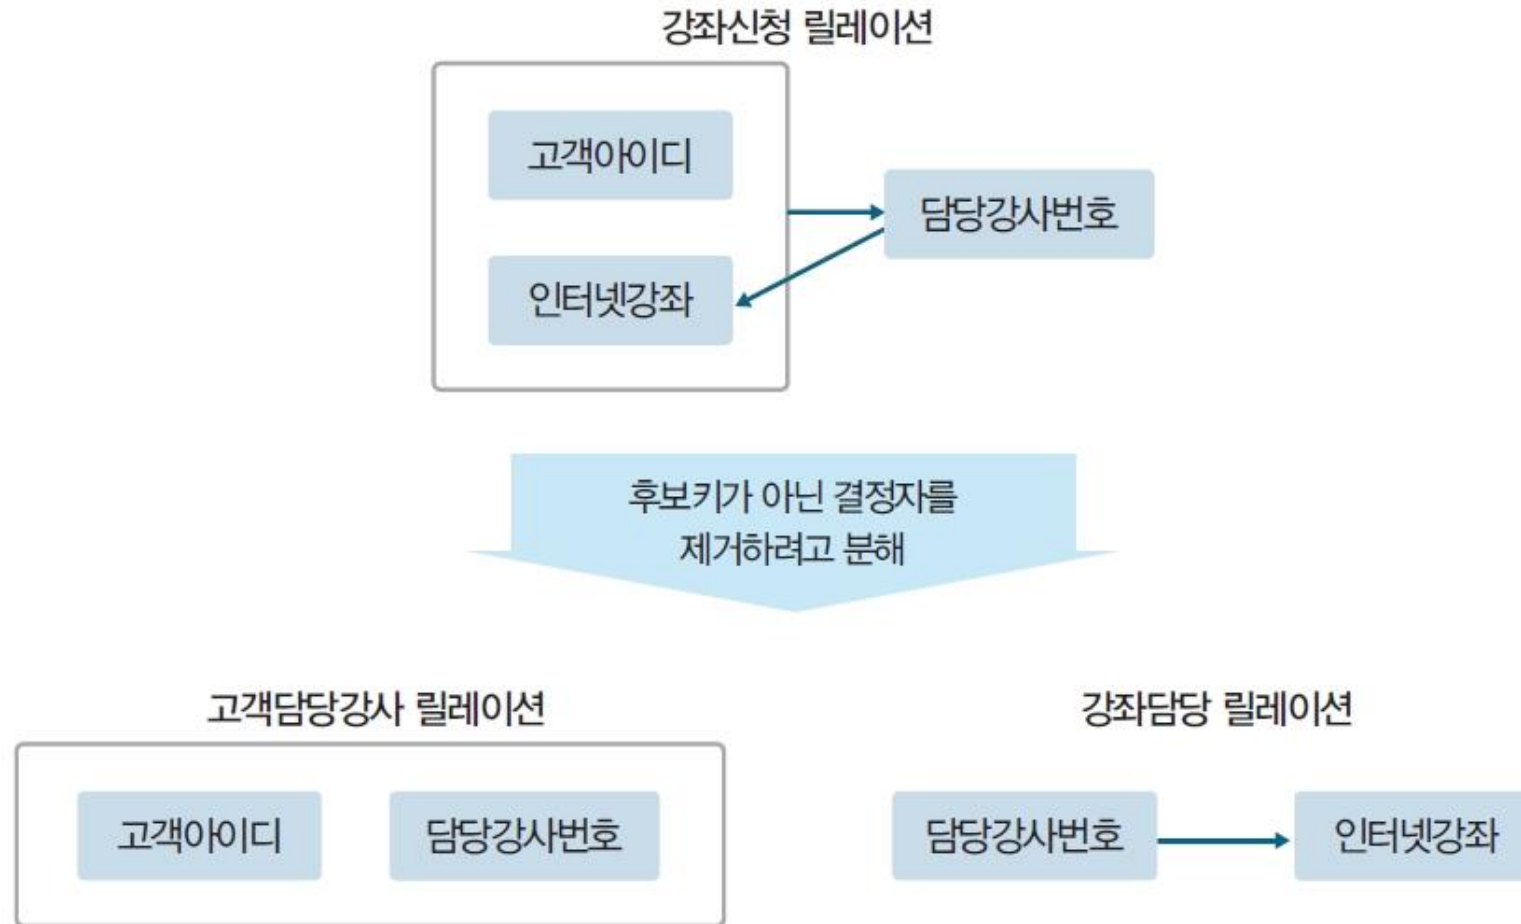 강좌신청 릴레이션
고객아이디
담당강사번호
인터넷강좌
후보키가 아닌 결정자를
제거하려고 분해
고객담당강사 릴레이션
강좌담당 릴레이션
고객아이디
담당강사번호
담당강사번호
인터넷강좌